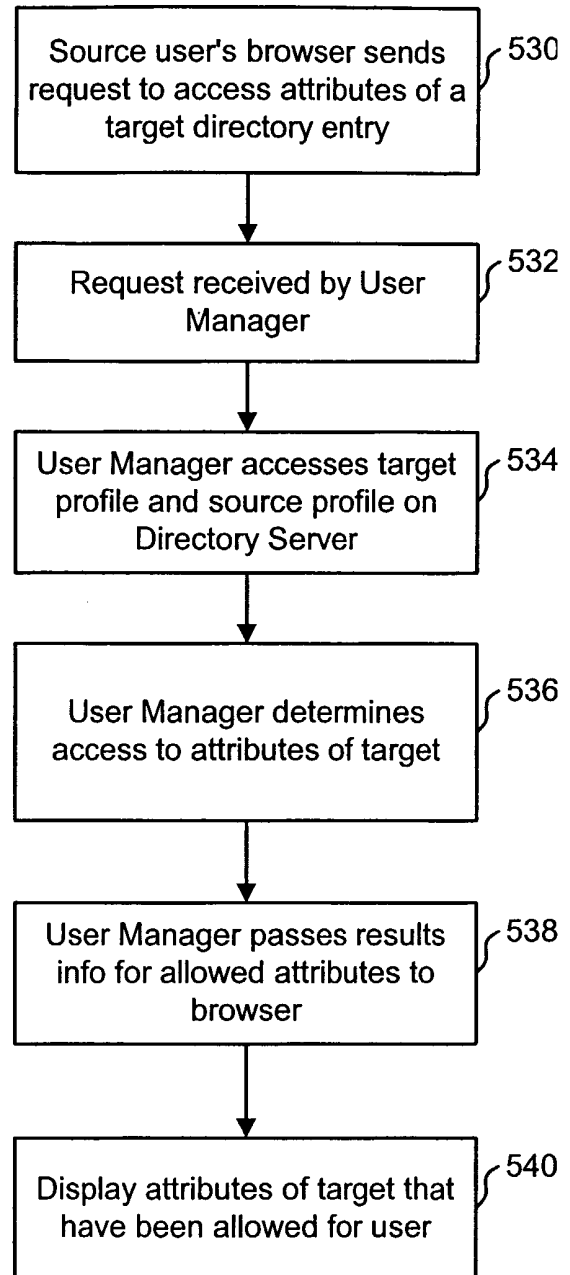 Source user's browser sends
request to access attributes of a
target directory entry
530
Request received by User
Manager
532
User Manager accesses target
profile and source profile on
Directory Server
534
User Manager determines
access to attributes of target
536
User Manager passes results
info for allowed attributes to
browser
538
Display attributes of target that
have been allowed for user
540